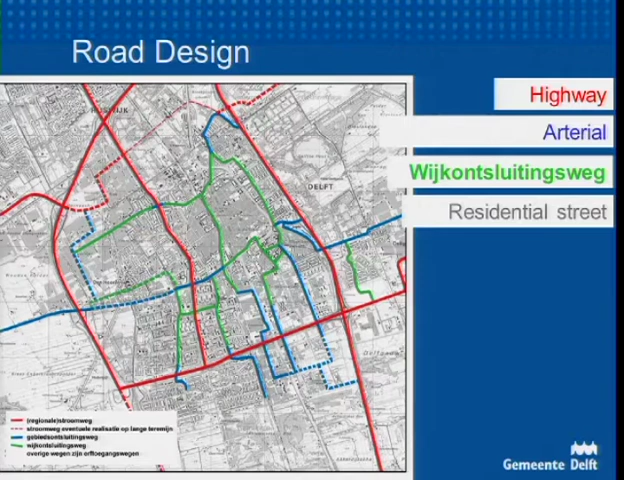 Road Design
Highway
Arterial
Wijkontsluitingsweg
Residential street
DELFT
(regionale)stroomweg
stroomweg eventuele realisatie op lange teremijn
gebiedsontsluitingsweg
wijkontsluitingsweg
overige wegen zijn erftoegangswegen
Gemeente Delft